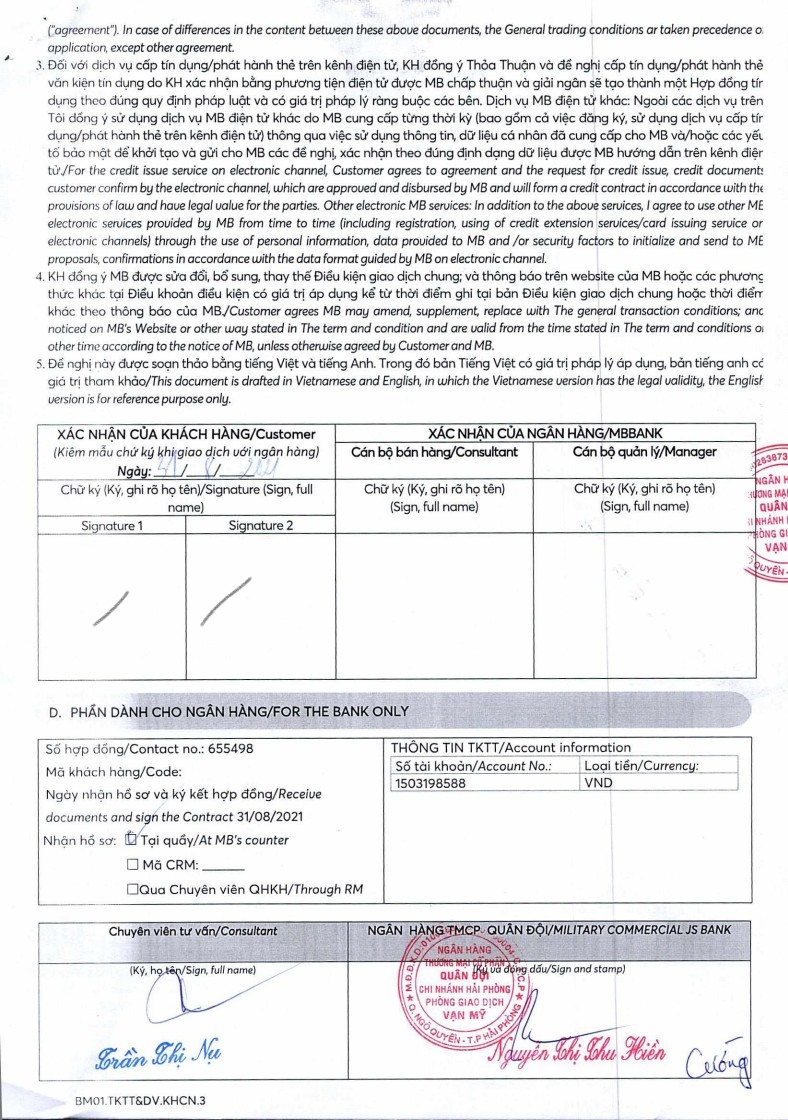 ("agreement"). In case of differences in the content between these above documents, the General trading conditions ar taken precedence o
application, except other agreement.
3. Đối với dịch vụ cấp tín dụng/phát hành thẻ trên kênh điện tử, KH đồng ý Thỏa Thuận và đề nghị cấp tín dụng/phát hành thẻ
văn kiện tín dụng do KH xác nhận bằng phương tiện điện tử được MB chấp thuận và giải ngân sẽ tạo thành một Hợp đồng tín
dụng theo đúng quy định pháp luật và có giá trị pháp lý ràng buộc các bên. Dịch vụ MB điện tử khác: Ngoài các dịch vụ trên
Tôi đồng ý sử dụng dịch vụ MB điện tử khác do MB cung cấp từng thời kỳ (bao gồm cả việc đăng ký, sử dụng dịch vụ cấp tín
dụng/phát hành thẻ trên kênh điện tử) thông qua việc sử dụng thông tin, dữ liệu cá nhân đã cung cấp cho MB và/hoặc các yếu
tố bảo mật để khởi tạo và gửi cho MB các đề nghị, xác nhận theo đúng định dạng dữ liệu được MB hướng dẫn trên kênh điện
tử./For the credit issue service on electronic channel, Customer agrees to agreement and the request for credit issue, credit document
customer confirm by the electronic channel, which are approved and disbursed by MB and will form a credit contract in accordance with the
provisions of law and have legal value for the parties. Other electronic MB services: In addition to the above services, I agree to use other MB
electronic services provided by MB from time to time (including registration, using of credit extension services/card issuing service or
electronic channels) through the use of personal information, data provided to MB and /or security factors to initialize and send to MB
proposals, confirmations in accordance with the data format guided by MB on electronic channel.
4. KH đồng ý MB được sửa đổi, bổ sung, thay thế Điều kiện giao dịch chung; và thông báo trên website của MB hoặc các phương
thức khác tại Điều khoản điều kiện có giá trị áp dụng kể từ thời điểm ghi tại bản Điều kiện giao dịch chung hoặc thời điểm
khác theo thông báo của MB./Customer agrees MB may amend, supplement, replace with The general transaction conditions; and
noticed on MB's Website or other way stated in The term and condition and are valid from the time stated in The term and conditions o
other time according to the notice of MB, unless otherwise agreed by Customer and MB.
5. Đề nghị này được soạn thảo bằng tiếng Việt và tiếng Anh. Trong đó bản Tiếng Việt có giá trị pháp lý áp dụng, bản tiếng anh có
giá trị tham khảo/This document is drafted in Vietnamese and English, in which the Vietnamese version has the legal validity, the English
version is for reference purpose only.
XÁC NHẬN CỦA KHÁCH HÀNG/Customer
(Kiêm mẫu chữ ký khi giao dịch với ngân hàng)
Ngày: 31/8/2021
XÁC NHẬN CỦA NGÂN HÀNG/MBBANK
Cán bộ bán hàng/Consultant
Cán bộ quản lý/Manager
Chữ ký (Ký, ghi rõ họ tên)/Signature (Sign, full
name)
Chữ ký (Ký, ghi rõ họ tên)
(Sign, full name)
Chữ ký (Ký, ghi rõ họ tên)
(Sign, full name)
Signature 1
Signature 2
NGÂN H
QUÂN
VẠN
D. PHẦN DÀNH CHO NGÂN HÀNG/FOR THE BANK ONLY
Số hợp đồng/Contact no.: 655498
Mã khách hàng/Code:
Ngày nhận hồ sơ và ký kết hợp đồng/Receive
documents and sign the Contract 31/08/2021
Nhận hồ sơ: Tại quầy/At MB's counter
Mã CRM: ______
Qua Chuyên viên QHKH/Through RM
THÔNG TIN TKTT/Account information
Số tài khoản/Account No.:
Loại tiền/Currency:
1503198588
VND
Chuyên viên tư vấn/Consultant
NGÂN HÀNG TMCP QUÂN ĐỘI/MILITARY COMMERCIAL JS BANK
(Ký, họ tên/Sign, full name)
(Ký và đóng dấu/Sign and stamp)
NGÂN HÀNG
THƯƠNG MẠI CỔ PHẦN
QUÂN ĐỘI
CHI NHÁNH HẢI PHÒNG
PHÒNG GIAO DỊCH
VẠN MỸ
Q. NGÔ QUYỀN - T.P HẢI PHÒNG
Trần Thị Nụ
Nguyễn Thị Thu Hiền
BM01.TKTT&DV.KHCN.3